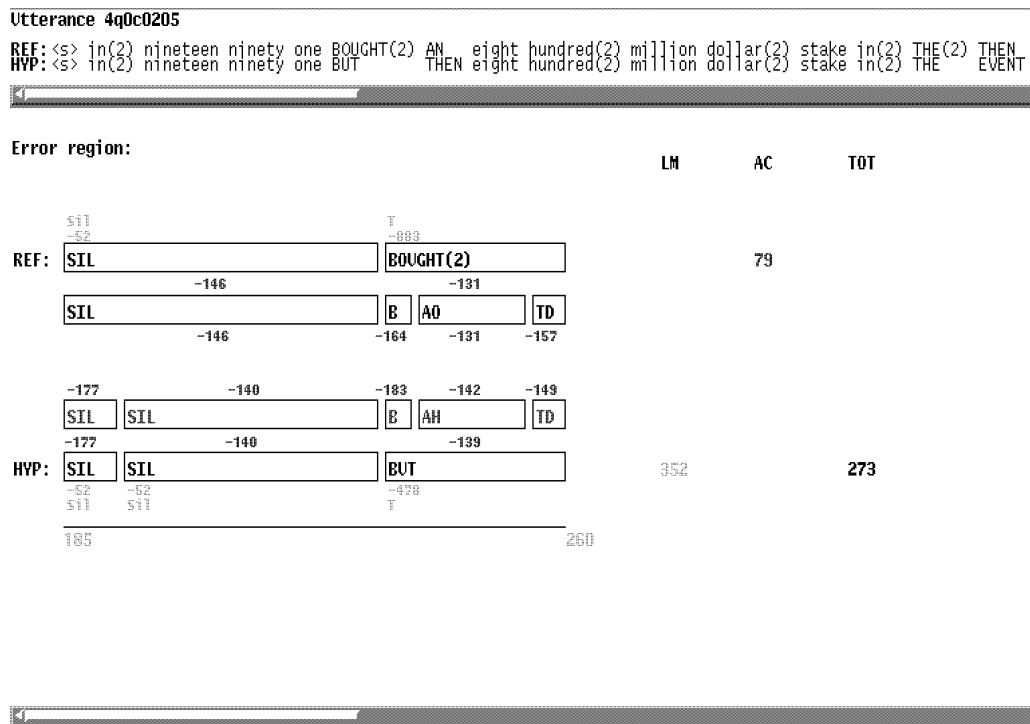 Utterance 4q0c0205
REF: <s> in(2) nineteen ninety one BOUGHT(2) AN eight hundred(2) million dollar(2) stake in(2) THE(2) THEN
HYP: <s> in(2) nineteen ninety one BUT THEN eight hundred(2) million dollar(2) stake in(2) THE EVENT
Error region:
LM AC TOT
Sil T
-52 -883
REF: SIL BOUGHT(2) 79
-146 -131
SIL B AO TD
-146 -164 -131 -157
-177 -140 -183 -142 -149
SIL SIL B AH TD
-177 -140 -139
HYP: SIL SIL BUT 352 273
-52 -52 -478
Sil Sil T
185 260